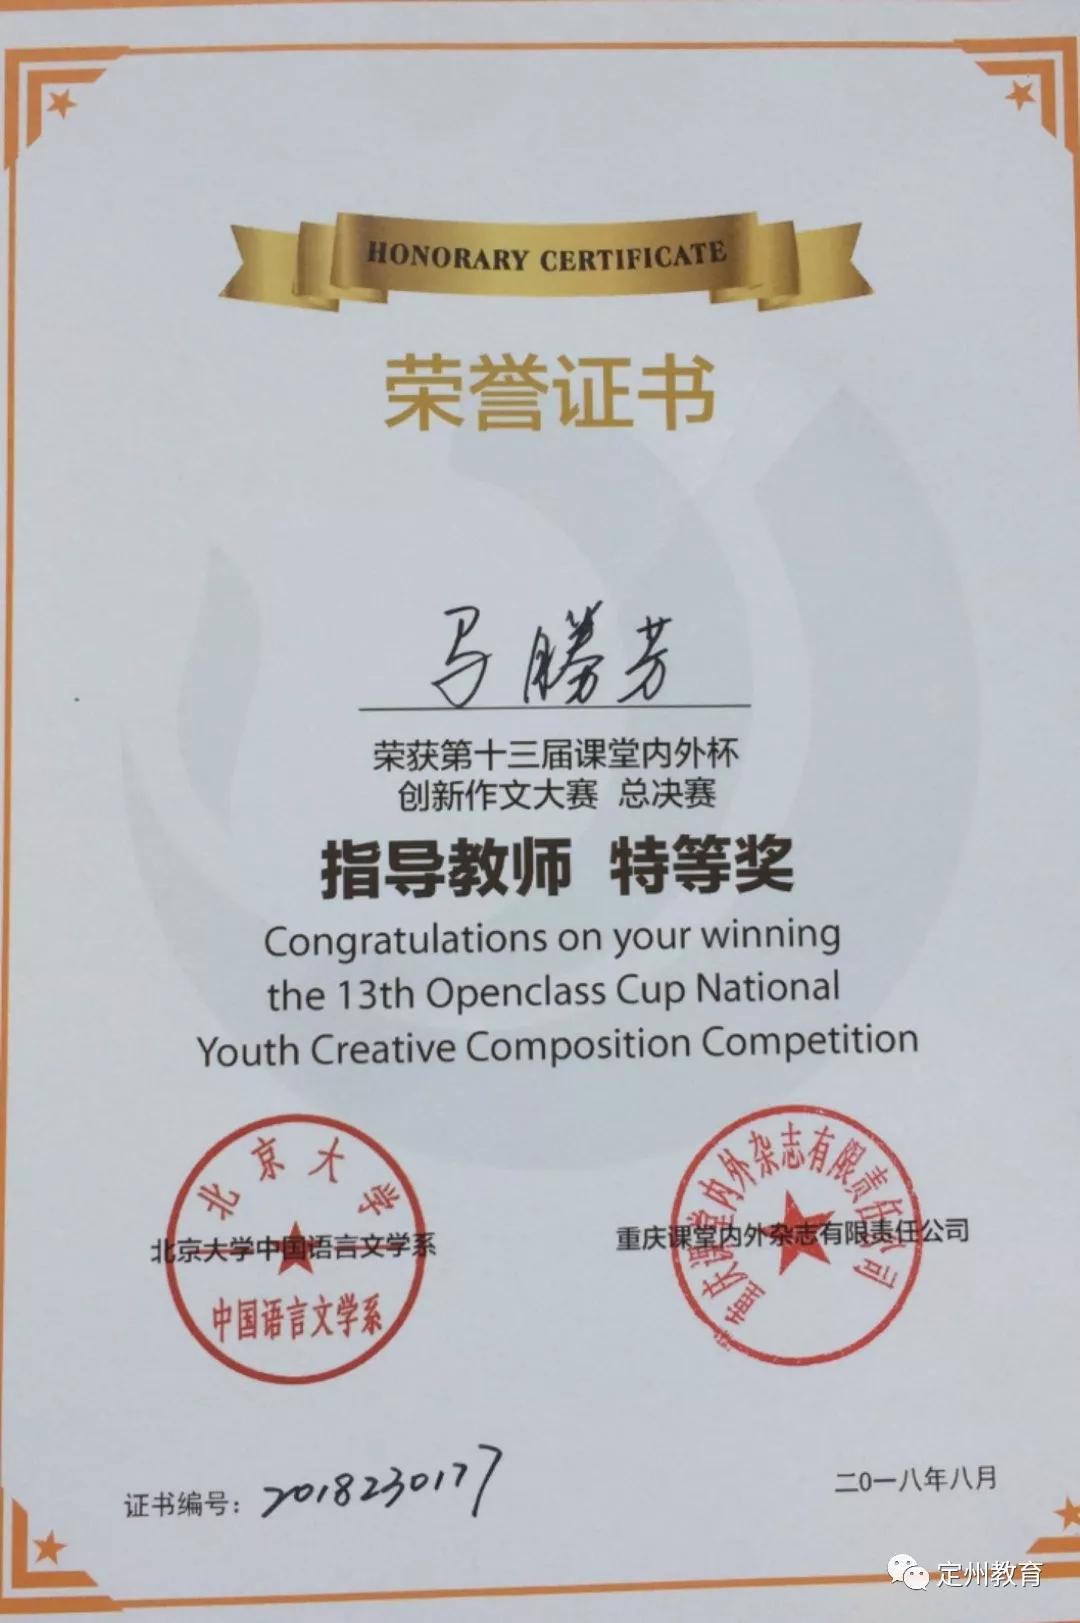 HONORARY CERTIFICATE
荣誉证书
马勝芳
荣获第十三届课堂内外杯
创新作文大赛 总决赛
指导教师 特等奖
Congratulations on your winning
the 13th Openclass Cup National
Youth Creative Composition Competition
北京大学
北京大学中国语言文学系
中国语言文学系
重庆课堂内外杂志有限责任公司
重庆课堂内外杂志有限责任公司
证书编号：2018230177
二0一八年八月
定州教育